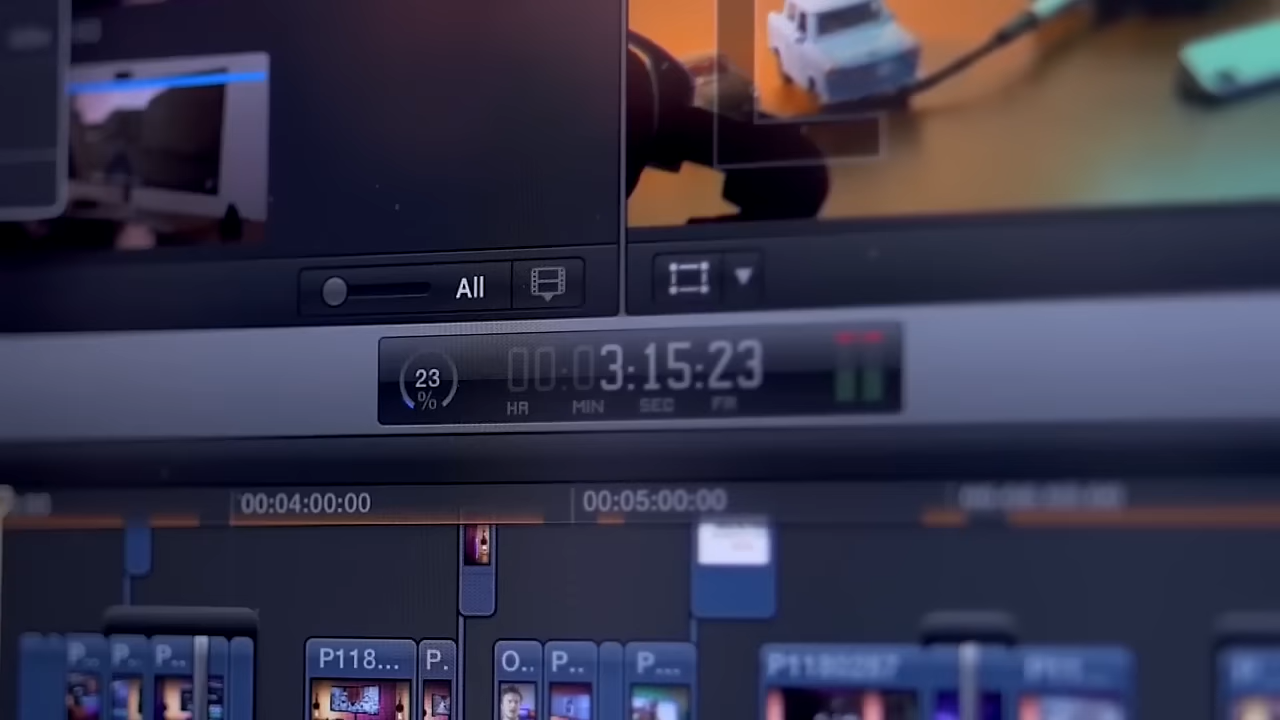 All
23
%
00:03:15:23
HR MIN SEC FR
00:04:00:00 00:05:00:00
P.. P.. P.. P118... P. O.. P.. P... P1180287